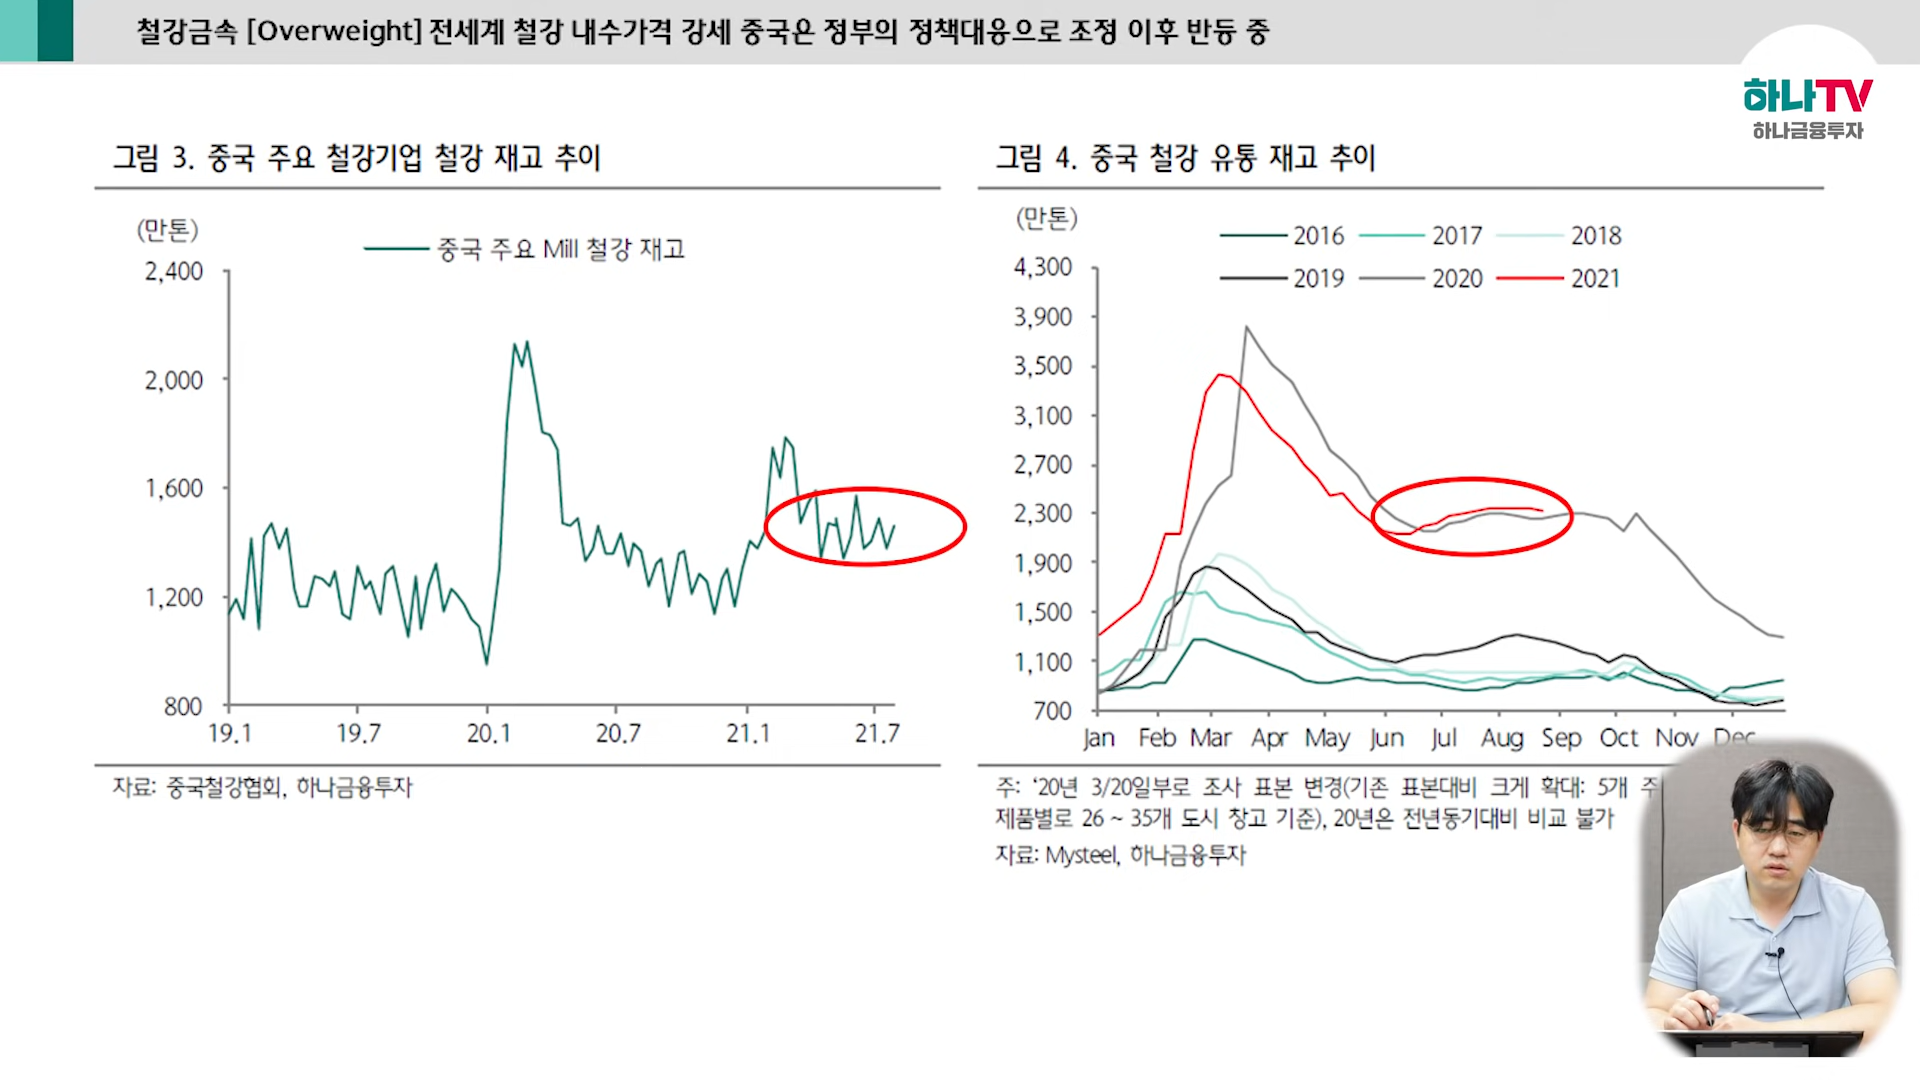 철강금속 [Overweight] 전세계 철강 내수가격 강세 중국은 정부의 정책대응으로 조정 이후 반등 중
하나TV
하나금융투자
그림 3. 중국 주요 철강기업 철강 재고 추이
(만톤)
중국 주요 Mill 철강 재고
2,400
2,000
1,600
1,200
800
19.1 19.7 20.1 20.7 21.1 21.7
자료: 중국철강협회, 하나금융투자
그림 4. 중국 철강 유통 재고 추이
(만톤)
2016 2017 2018
2019 2020 2021
4,300
3,900
3,500
3,100
2,700
2,300
1,900
1,500
1,100
700
Jan Feb Mar Apr May Jun Jul Aug Sep Oct Nov Dec
주: ‘20년 3/20일부로 조사 표본 변경(기존 표본대비 크게 확대: 5개 주
제품별로 26 ~ 35개 도시 창고 기준), 20년은 전년동기대비 비교 불가
자료: Mysteel, 하나금융투자